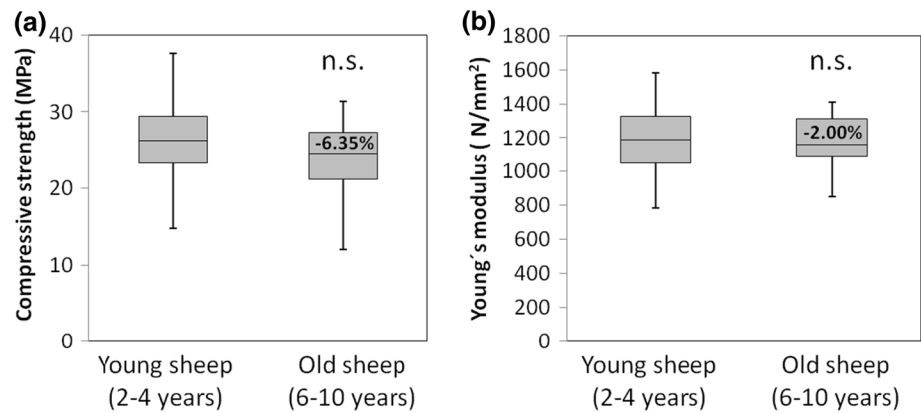 (a)
Compressive strength (MPa)
40
30
20
10
0
n.s.
-6.35%
Young sheep
(2-4 years)
Old sheep
(6-10 years)
(b)
Young´s modulus ( N/mm²)
1800
1600
1400
1200
1000
800
600
400
200
0
n.s.
-2.00%
Young sheep
(2-4 years)
Old sheep
(6-10 years)